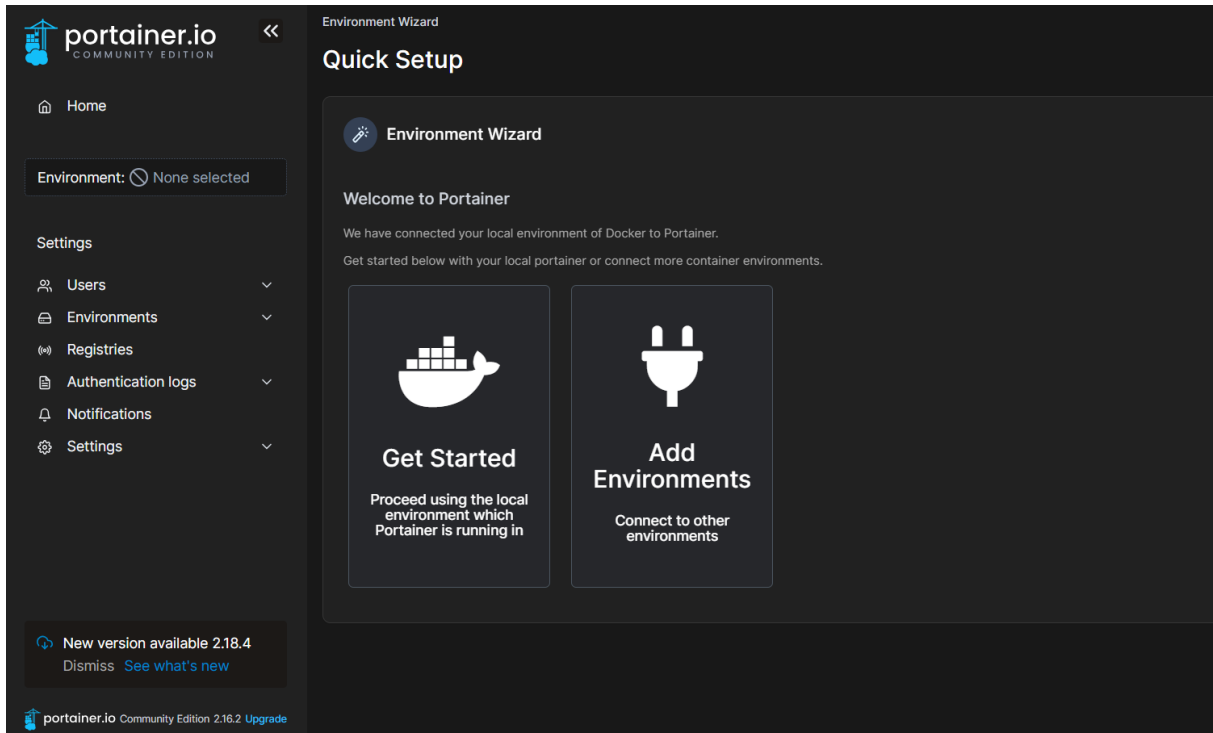 portainer.io
COMMUNITY EDITION
Home
Environment: None selected
Settings
Users
Environments
Registries
Authentication logs
Notifications
Settings
New version available 2.18.4
Dismiss See what's new
portainer.io Community Edition 2.16.2 Upgrade
Environment Wizard
Quick Setup
Environment Wizard
Welcome to Portainer
We have connected your local environment of Docker to Portainer.
Get started below with your local portainer or connect more container environments.
Get Started
Proceed using the local
environment which
Portainer is running in
Add
Environments
Connect to other
environments